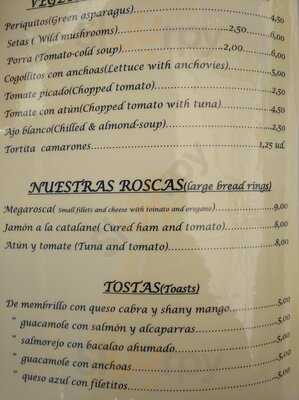 Periquitos(Green asparagus)......4,50
Setas ( Wild mushrooms)......2,50......6,00
Porra (Tomato-cold soup)......2,00......6,00
Cogollitos con anchoas(Lettuce with anchovies)......5,00
Tomate picado(Chopped tomato)......2,50
Tomate con atún(Chopped tomato with tuna)......4,50
Ajo blanco(Chilled & almond-soup)......2,50
Tortita camarones......1,25 ud.
NUESTRAS ROSCAS(large bread rings)
Megarosca( Small fillets and cheese with tomato and oregano)......9,00
Jamón a la catalane( Cured ham and tomato)......8,00
Atún y tomate (Tuna and tomato)......8,00
TOSTAS(Toasts)
De membrillo con queso cabra y shany mango......5,00
" guacamole con salmón y alcaparras......5,00
" salmorejo con bacalao ahumado......5,00
" guacamole con anchoas......5,00
" queso azul con filetitos......5,00